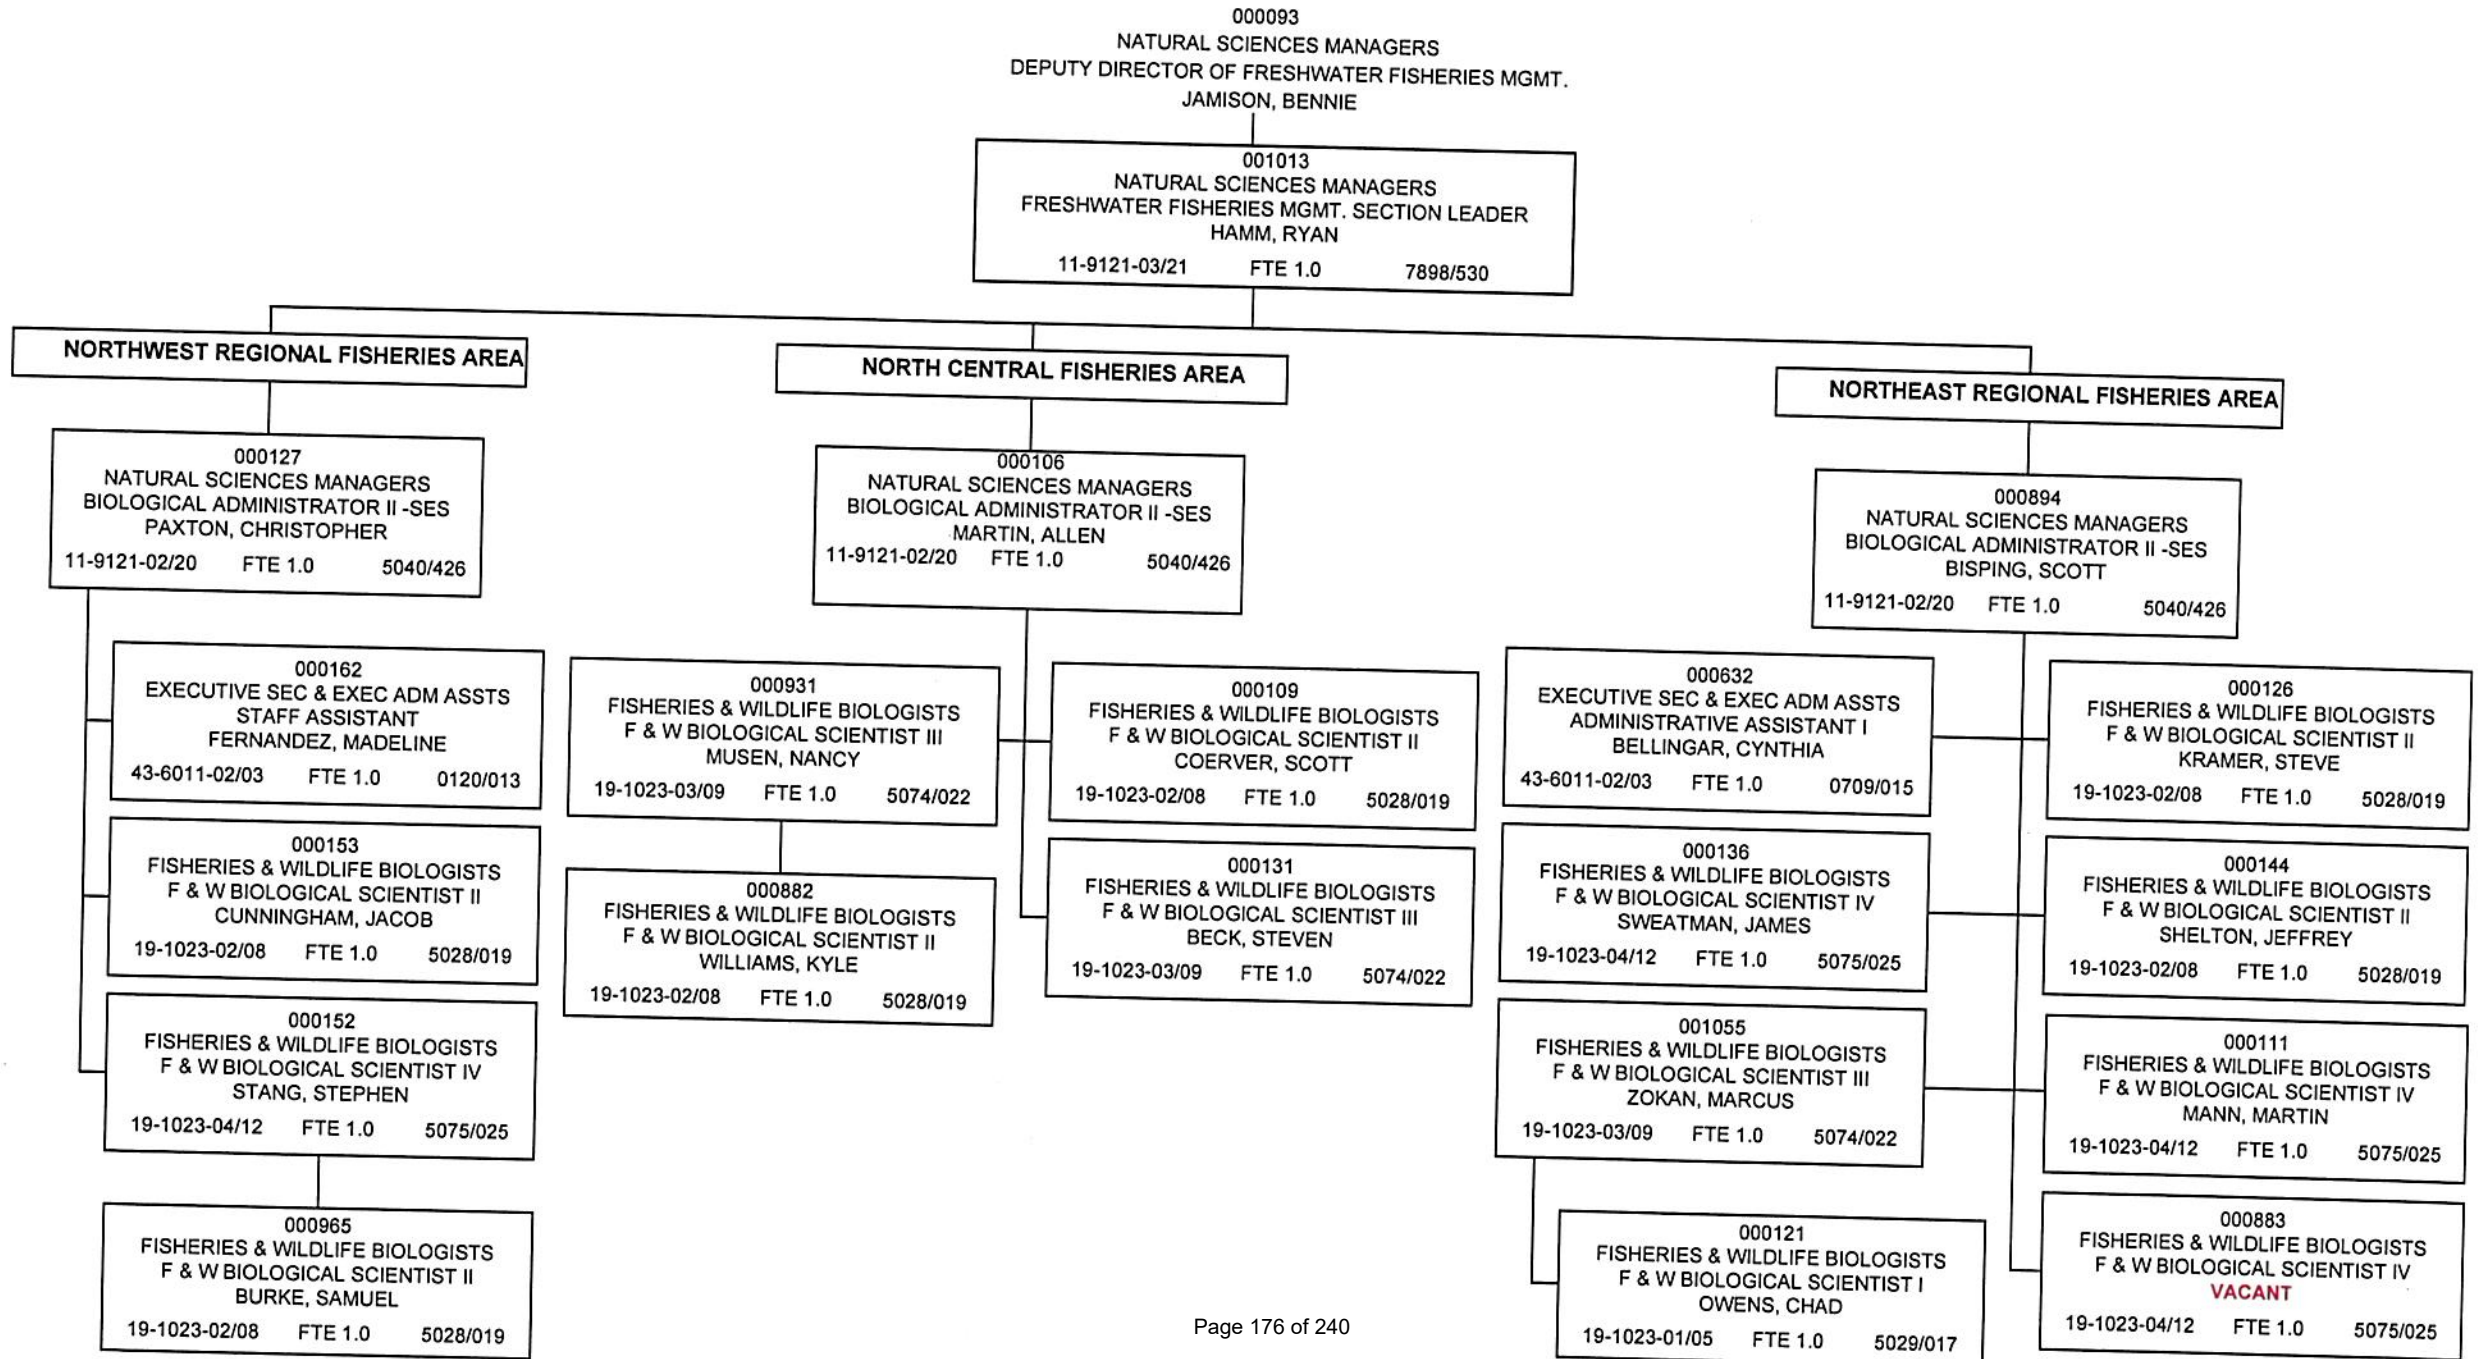 000093
NATURAL SCIENCES MANAGERS
DEPUTY DIRECTOR OF FRESHWATER FISHERIES MGMT.
JAMISON, BENNIE
001013
NATURAL SCIENCES MANAGERS
FRESHWATER FISHERIES MGMT. SECTION LEADER
HAMM, RYAN
11-9121-03/21 FTE 1.0 7898/530
NORTHWEST REGIONAL FISHERIES AREA
000127
NATURAL SCIENCES MANAGERS
BIOLOGICAL ADMINISTRATOR II -SES
PAXTON, CHRISTOPHER
11-9121-02/20 FTE 1.0 5040/426
000162
EXECUTIVE SEC & EXEC ADM ASSTS
STAFF ASSISTANT
FERNANDEZ, MADELINE
43-6011-02/03 FTE 1.0 0120/013
000153
FISHERIES & WILDLIFE BIOLOGISTS
F & W BIOLOGICAL SCIENTIST II
CUNNINGHAM, JACOB
19-1023-02/08 FTE 1.0 5028/019
000152
FISHERIES & WILDLIFE BIOLOGISTS
F & W BIOLOGICAL SCIENTIST IV
STANG, STEPHEN
19-1023-04/12 FTE 1.0 5075/025
000965
FISHERIES & WILDLIFE BIOLOGISTS
F & W BIOLOGICAL SCIENTIST II
BURKE, SAMUEL
19-1023-02/08 FTE 1.0 5028/019
NORTH CENTRAL FISHERIES AREA
000106
NATURAL SCIENCES MANAGERS
BIOLOGICAL ADMINISTRATOR II -SES
MARTIN, ALLEN
11-9121-02/20 FTE 1.0 5040/426
000931
FISHERIES & WILDLIFE BIOLOGISTS
F & W BIOLOGICAL SCIENTIST III
MUSEN, NANCY
19-1023-03/09 FTE 1.0 5074/022
000882
FISHERIES & WILDLIFE BIOLOGISTS
F & W BIOLOGICAL SCIENTIST II
WILLIAMS, KYLE
19-1023-02/08 FTE 1.0 5028/019
000109
FISHERIES & WILDLIFE BIOLOGISTS
F & W BIOLOGICAL SCIENTIST II
COERVER, SCOTT
19-1023-02/08 FTE 1.0 5028/019
000131
FISHERIES & WILDLIFE BIOLOGISTS
F & W BIOLOGICAL SCIENTIST III
BECK, STEVEN
19-1023-03/09 FTE 1.0 5074/022
NORTHEAST REGIONAL FISHERIES AREA
000894
NATURAL SCIENCES MANAGERS
BIOLOGICAL ADMINISTRATOR II -SES
BISPING, SCOTT
11-9121-02/20 FTE 1.0 5040/426
000632
EXECUTIVE SEC & EXEC ADM ASSTS
ADMINISTRATIVE ASSISTANT I
BELLINGAR, CYNTHIA
43-6011-02/03 FTE 1.0 0709/015
000136
FISHERIES & WILDLIFE BIOLOGISTS
F & W BIOLOGICAL SCIENTIST IV
SWEATMAN, JAMES
19-1023-04/12 FTE 1.0 5075/025
001055
FISHERIES & WILDLIFE BIOLOGISTS
F & W BIOLOGICAL SCIENTIST III
ZOKAN, MARCUS
19-1023-03/09 FTE 1.0 5074/022
000121
FISHERIES & WILDLIFE BIOLOGISTS
F & W BIOLOGICAL SCIENTIST I
OWENS, CHAD
19-1023-01/05 FTE 1.0 5029/017
000126
FISHERIES & WILDLIFE BIOLOGISTS
F & W BIOLOGICAL SCIENTIST II
KRAMER, STEVE
19-1023-02/08 FTE 1.0 5028/019
000144
FISHERIES & WILDLIFE BIOLOGISTS
F & W BIOLOGICAL SCIENTIST II
SHELTON, JEFFREY
19-1023-02/08 FTE 1.0 5028/019
000111
FISHERIES & WILDLIFE BIOLOGISTS
F & W BIOLOGICAL SCIENTIST IV
MANN, MARTIN
19-1023-04/12 FTE 1.0 5075/025
000883
FISHERIES & WILDLIFE BIOLOGISTS
F & W BIOLOGICAL SCIENTIST IV
VACANT
19-1023-04/12 FTE 1.0 5075/025
Page 176 of 240